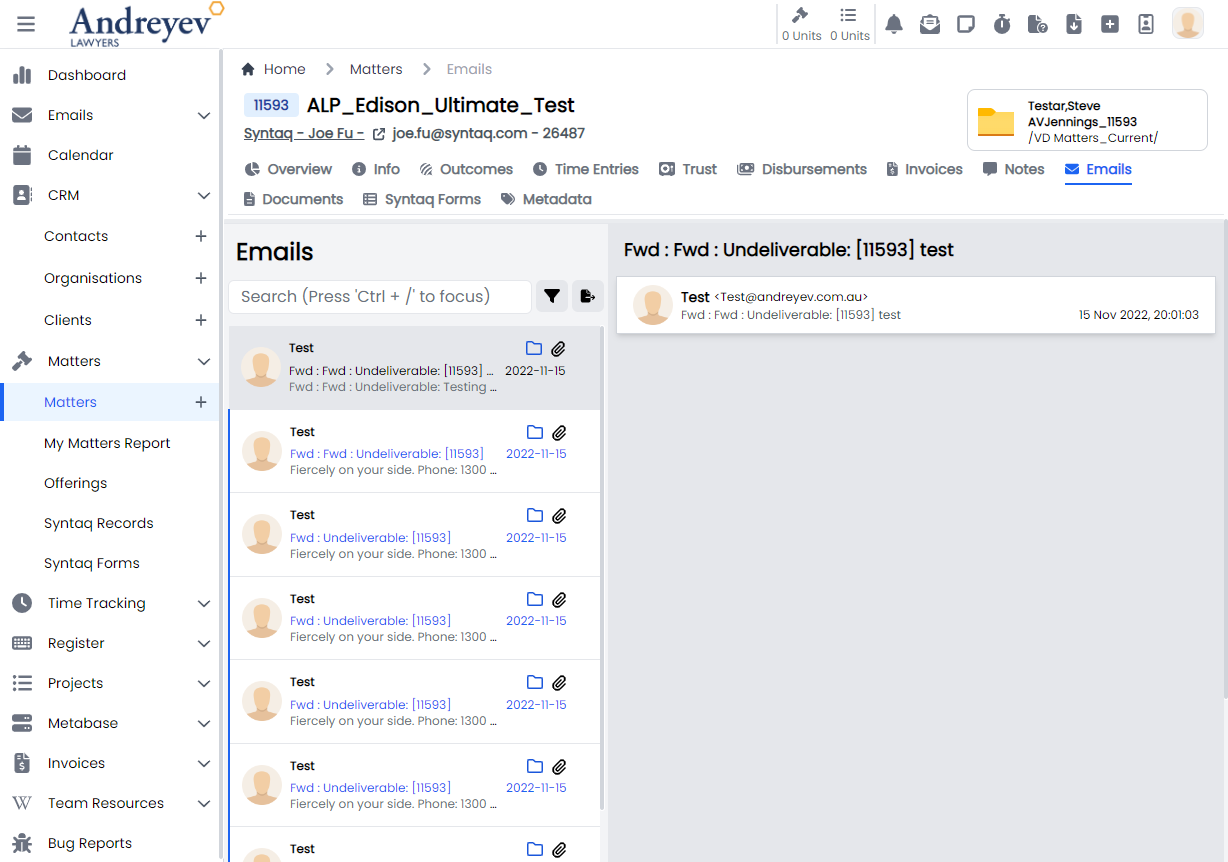 Andreyev
LAWYERS
0 Units 0 Units
Dashboard
Emails
Calendar
CRM
Contacts
Organisations
Clients
Matters
Matters
My Matters Report
Offerings
Syntaq Records
Syntaq Forms
Time Tracking
Register
Projects
Metabase
Invoices
Team Resources
Bug Reports
Home Matters Emails
11593 ALP_Edison_Ultimate_Test
Syntaq - Joe Fu - joe.fu@syntaq.com - 26487
Testar,Steve
AVJennings_11593
/VD Matters_Current/
Overview Info Outcomes Time Entries Trust Disbursements Invoices Notes Emails
Documents Syntaq Forms Metadata
Emails
Search (Press 'Ctrl + /' to focus)
Test
Fwd : Fwd : Undeliverable: [11593] ... 2022-11-15
Fwd : Fwd : Undeliverable: Testing ...
Test
Fwd : Fwd : Undeliverable: [11593] 2022-11-15
Fiercely on your side. Phone: 1300 ...
Test
Fwd : Undeliverable: [11593] 2022-11-15
Fiercely on your side. Phone: 1300 ...
Test
Fwd : Undeliverable: [11593] 2022-11-15
Fiercely on your side. Phone: 1300 ...
Test
Fwd : Undeliverable: [11593] 2022-11-15
Fiercely on your side. Phone: 1300 ...
Test
Fwd : Undeliverable: [11593] 2022-11-15
Fiercely on your side. Phone: 1300 ...
Test
Fwd : Fwd : Undeliverable: [11593] test
Test <Test@andreyev.com.au>
Fwd : Fwd : Undeliverable: [11593] test 15 Nov 2022, 20:01:03